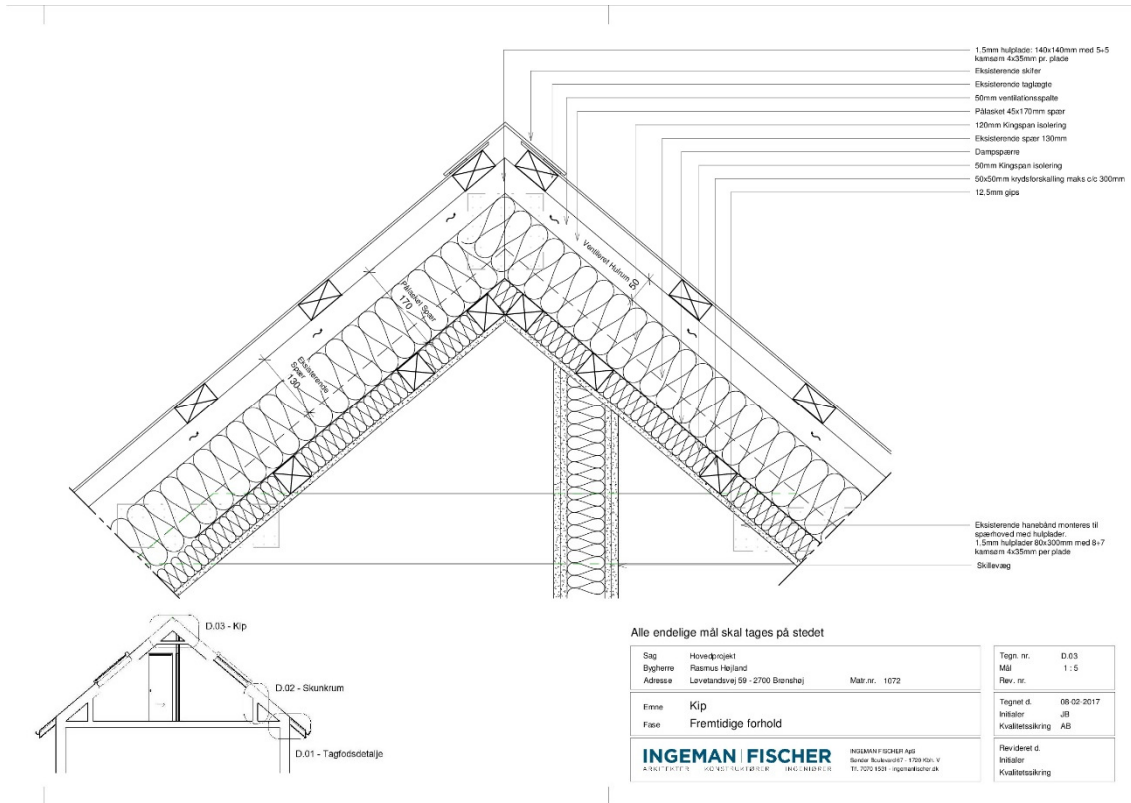 1,5mm hulplade: 140x140mm med 5+5
kamsøm 4x35mm pr. plade
Eksisterende skifer
Eksisterende taglægte
50mm ventilationsspalte
Pålasket 45x170mm spær
120mm Kingspan isolering
Eksisterende spær 130mm
Dampspærre
50mm Kingspan isolering
50x50mm krydsforskalling maks c/c 300mm
12,5mm gips
Ventileret Hulrum 50
Pålasket Spær
170
Eksisterende
Spær
130
Eksisterende hanebånd monteres til
spærhoved med hulplader.
1.5mm hulplader 80x300mm med 8+7
kamsøm 4x35mm per plade
Skillevæg
D.03 - Kip
D.02 - Skunkrum
D.01 - Tagfodsdetalje
Alle endelige mål skal tages på stedet
Sag Hovedprojekt
Bygherre Rasmus Højland
Adresse Løvetandsvej 59 - 2700 Brønshøj Matr.nr. 1072
Emne Kip
Fase Fremtidige forhold
INGEMAN FISCHER
ARKITEKTER KONSTRUKTØRER INGENIØRER
INGEMAN FISCHER ApS
Tlf. 7070 1531 - ingemanfischer.dk
Tegn. nr. D.03
Mål 1 : 5
Rev. nr.
Tegnet d. 08-02-2017
Initialer JB
Kvalitetssikring AB
Revideret d.
Initialer
Kvalitetssikring